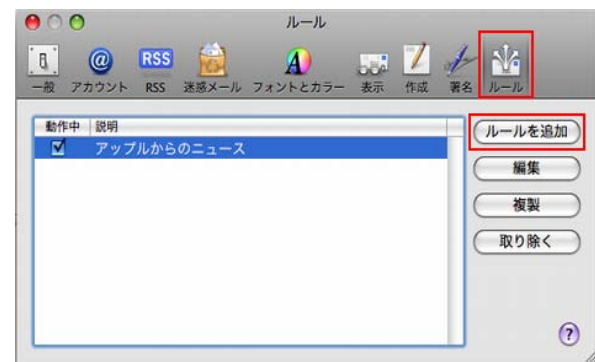 ルール
RSS
一般 アカウント RSS 迷惑メール フォントとカラー 表示 作成 署名 ルール
動作中 説明
アップルからのニュース
ルールを追加
編集
複製
取り除く
?